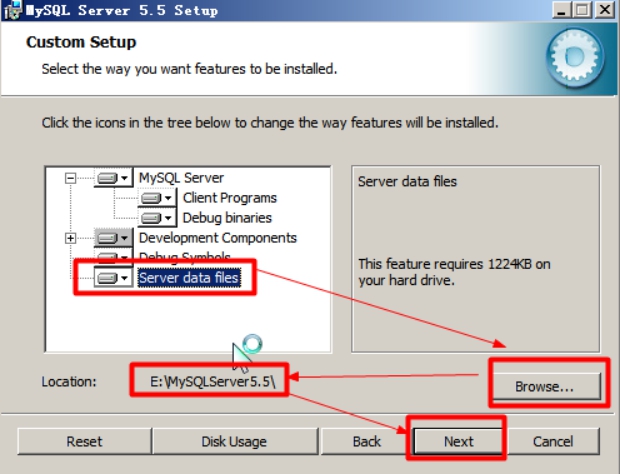 MySQL Server 5.5 Setup
Custom Setup
Select the way you want features to be installed.
Click the icons in the tree below to change the way features will be installed.
MySQL Server
Client Programs
Debug binaries
Development Components
Debug Symbols
Server data files
Server data files
This feature requires 1224KB on
your hard drive.
Location:
E:\MySQLServer5.5\
Browse...
Reset
Disk Usage
Back
Next
Cancel